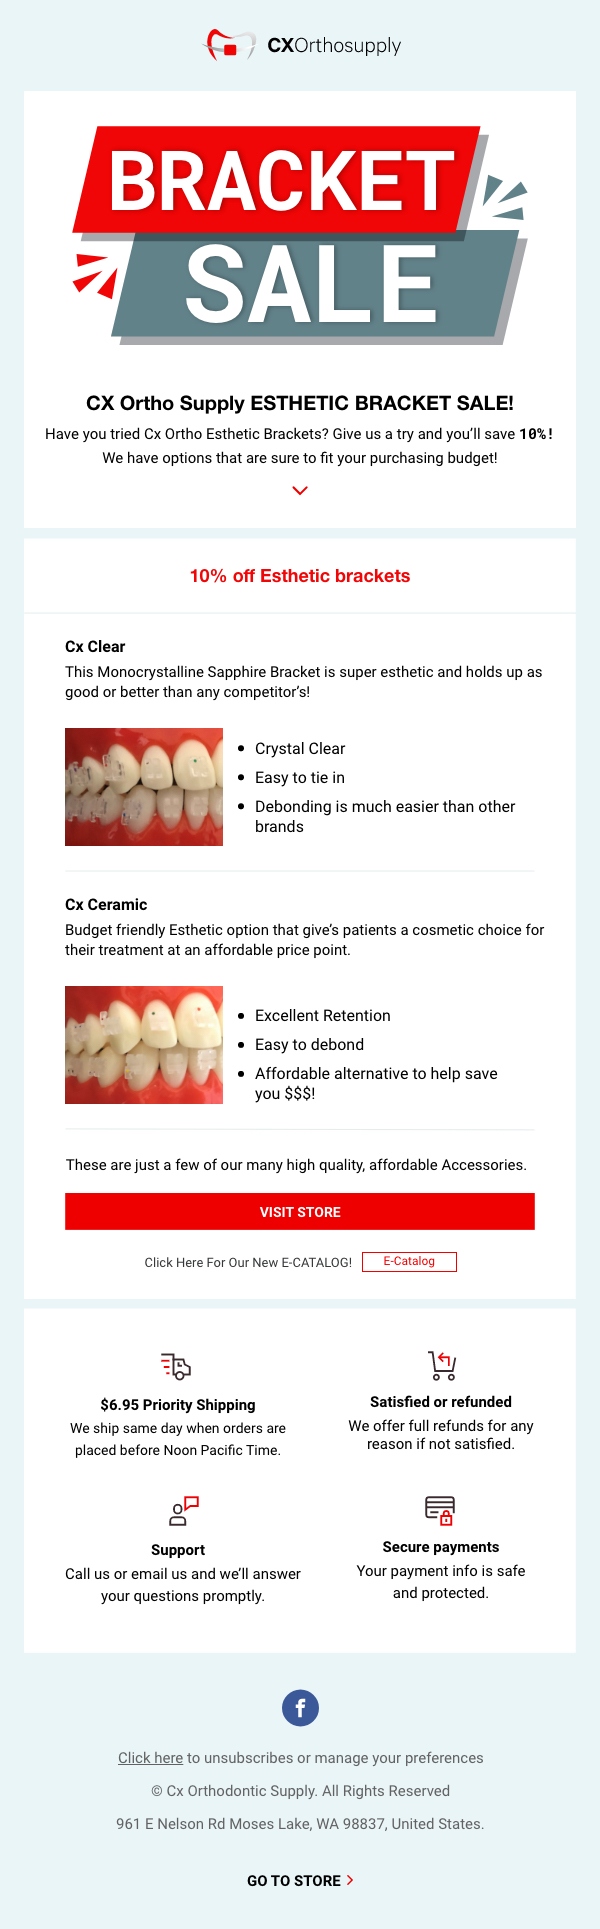 CXOrthosupply
BRACKET
SALE
CX Ortho Supply ESTHETIC BRACKET SALE!
Have you tried Cx Ortho Esthetic Brackets? Give us a try and you'll save 10%!
We have options that are sure to fit your purchasing budget!
10% off Esthetic brackets
Cx Clear
This Monocrystalline Sapphire Bracket is super esthetic and holds up as
good or better than any competitor's!
• Crystal Clear
• Easy to tie in
• Debonding is much easier than other
brands
Cx Ceramic
Budget friendly Esthetic option that give's patients a cosmetic choice for
their treatment at an affordable price point.
• Excellent Retention
• Easy to debond
• Affordable alternative to help save
you $$$!
These are just a few of our many high quality, affordable Accessories.
VISIT STORE
Click Here For Our New E-CATALOG! E-Catalog
$6.95 Priority Shipping
We ship same day when orders are
placed before Noon Pacific Time.
Satisfied or refunded
We offer full refunds for any
reason if not satisfied.
Support
Call us or email us and we'll answer
your questions promptly.
Secure payments
Your payment info is safe
and protected.
f
Click here to unsubscribes or manage your preferences
© Cx Orthodontic Supply. All Rights Reserved
961 E Nelson Rd Moses Lake, WA 98837, United States.
GO TO STORE >